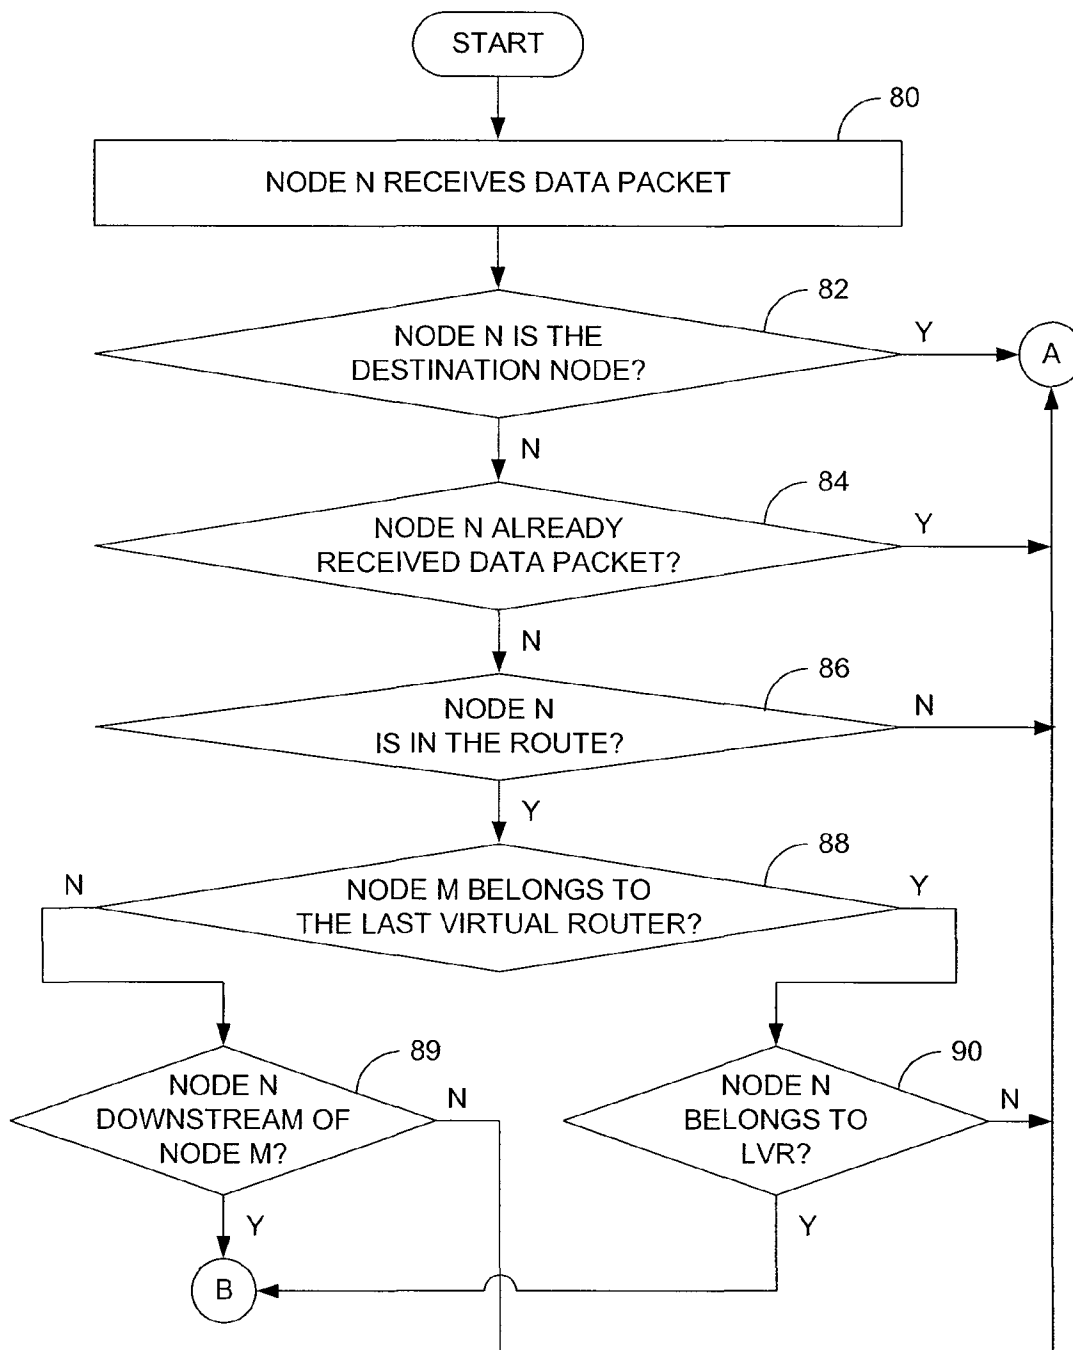 START
80
NODE N RECEIVES DATA PACKET
82
NODE N IS THE
DESTINATION NODE?
Y
A
N
84
NODE N ALREADY
RECEIVED DATA PACKET?
Y
N
86
NODE N
IS IN THE ROUTE?
N
Y
88
N
NODE M BELONGS TO
THE LAST VIRTUAL ROUTER?
Y
89
NODE N
DOWNSTREAM OF
NODE M?
N
90
NODE N
BELONGS TO
LVR?
N
Y
Y
B